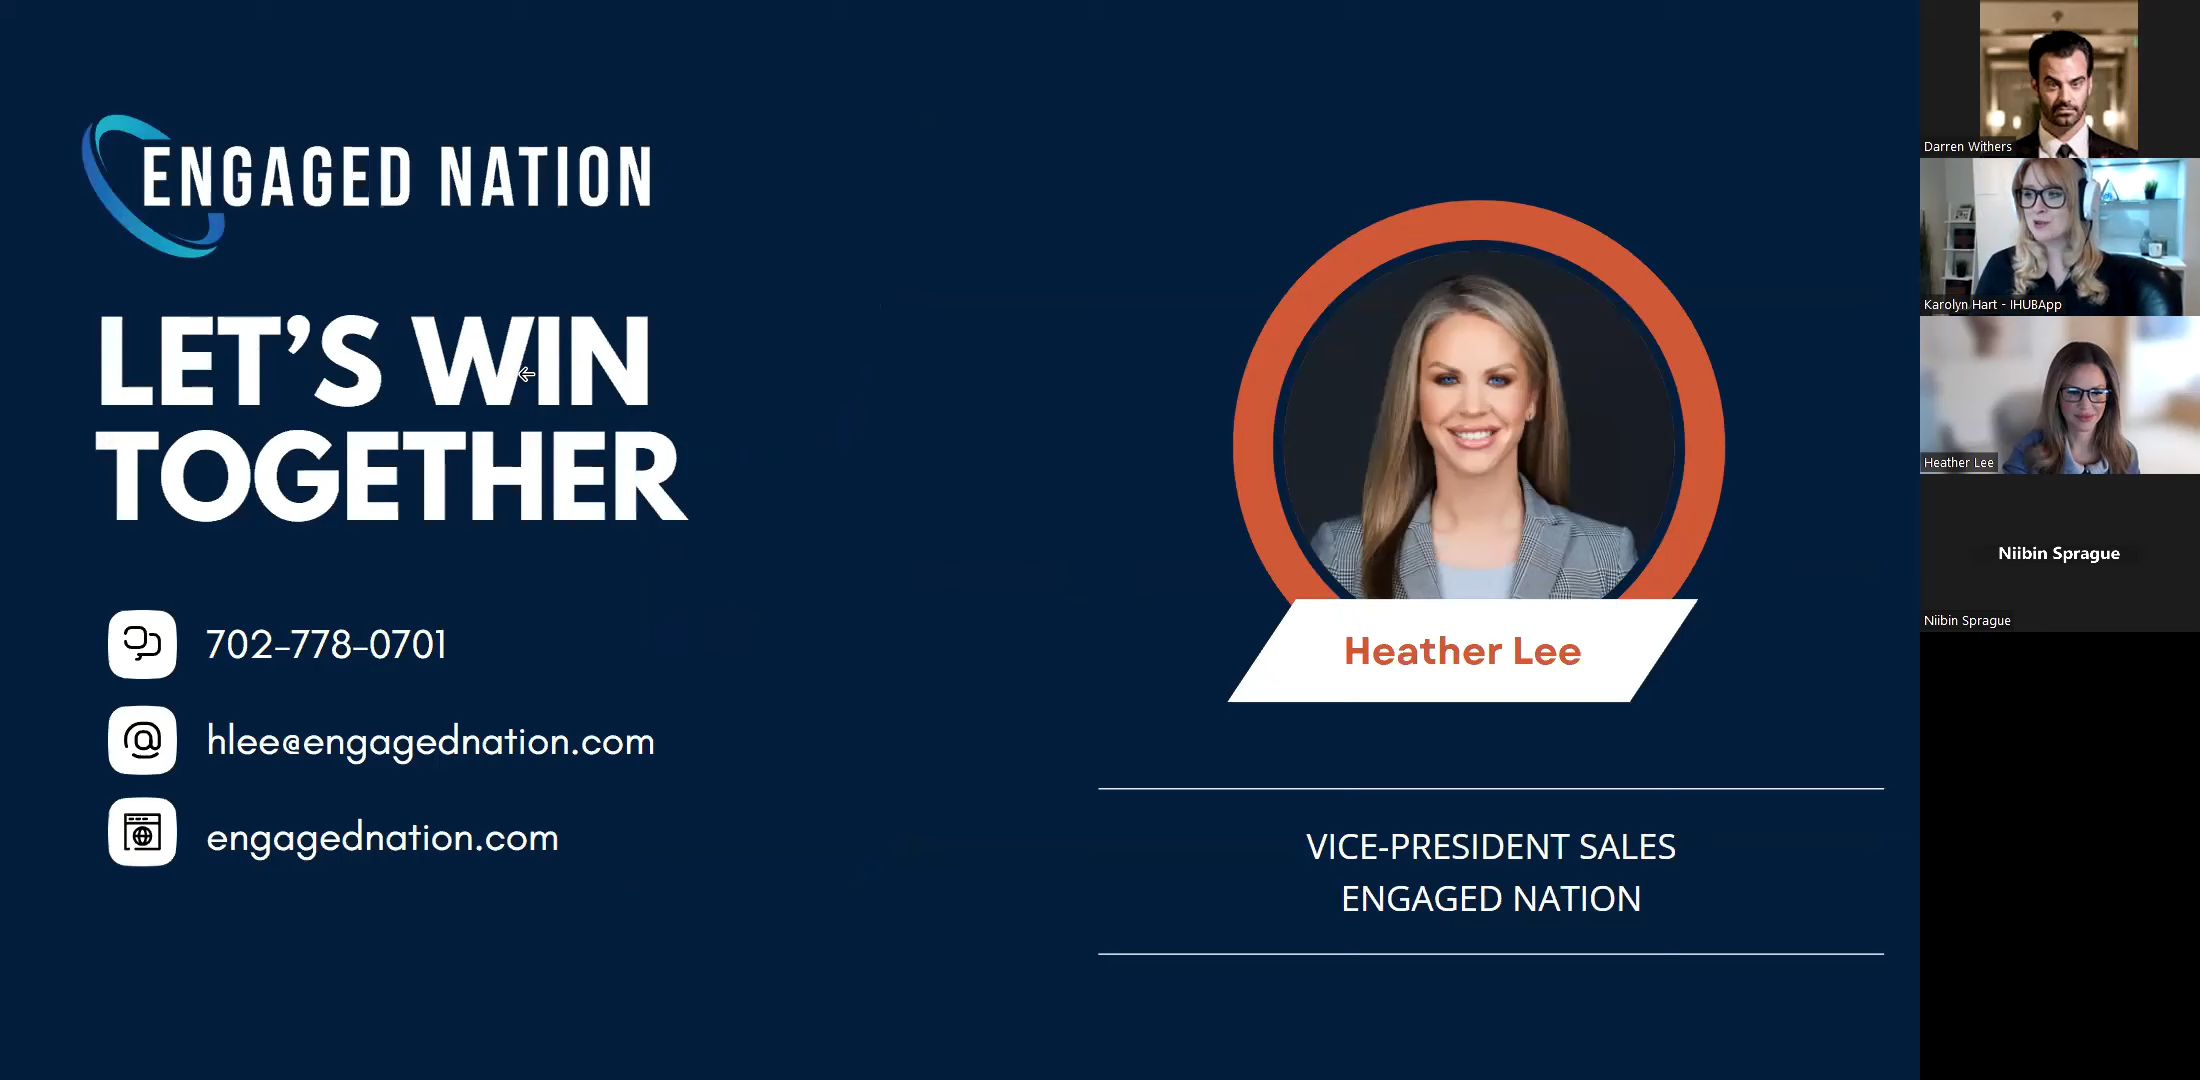 ENGAGED NATION
LET’S WIN
TOGETHER
702-778-0701
hlee@engagednation.com
engagednation.com
Heather Lee
VICE-PRESIDENT SALES
ENGAGED NATION
Darren Withers
Karolyn Hart - IHUBApp
Heather Lee
Niibin Sprague
Niibin Sprague